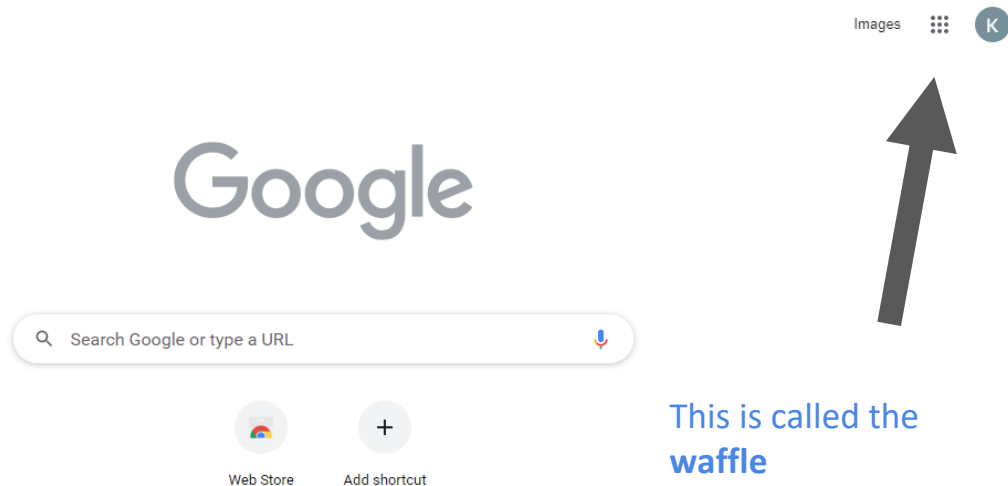 Images
K
Google
Search Google or type a URL
Web Store
Add shortcut
This is called the
waffle